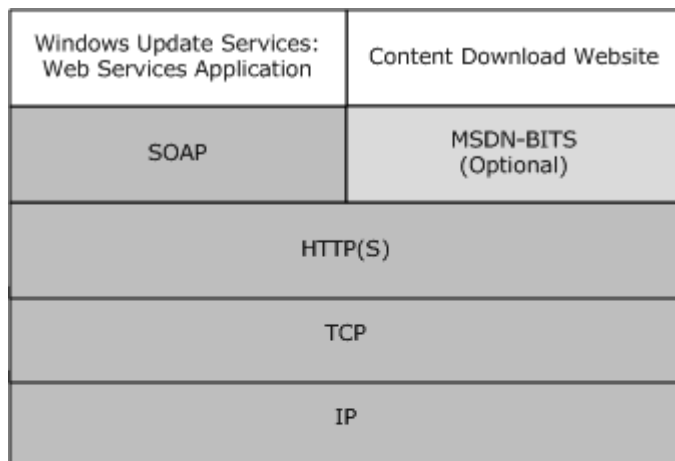 Windows Update Services:
Web Services Application
Content Download Website
SOAP
MSDN-BITS
(Optional)
HTTP(S)
TCP
IP